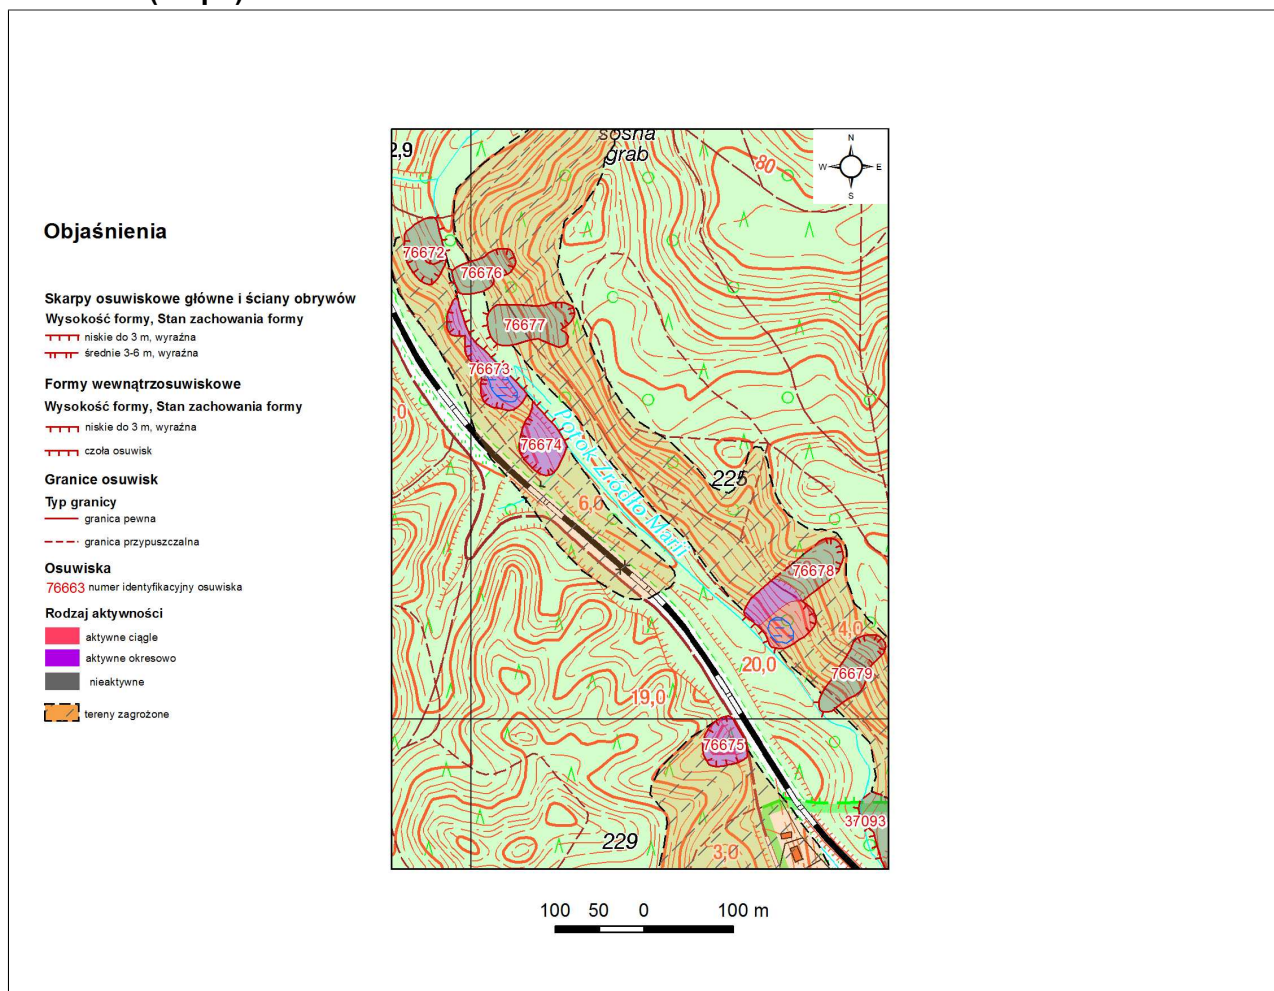 Objaśnienia
Skarpy osuwiskowe główne i ściany obrywów
Wysokość formy, Stan zachowania formy
niskie do 3 m, wyraźna
średnie 3-6 m, wyraźna
Formy wewnątrzosuwiskowe
Wysokość formy, Stan zachowania formy
niskie do 3 m, wyraźna
czoła osuwisk
Granice osuwisk
Typ granicy
granica pewna
granica przypuszczalna
Osuwiska
76663 numer identyfikacyjny osuwiska
Rodzaj aktywności
aktywne ciągle
aktywne okresowo
nieaktywne
tereny zagrożone
sosna
grab
2,9
80
N
W E
S
76672
76676
76677
76673
,0
76674
Potok Źródło Marii
225
6,0
76678
4,0
20,0
76679
19,0
76675
37093
229
3,0
100 50 0 100 m